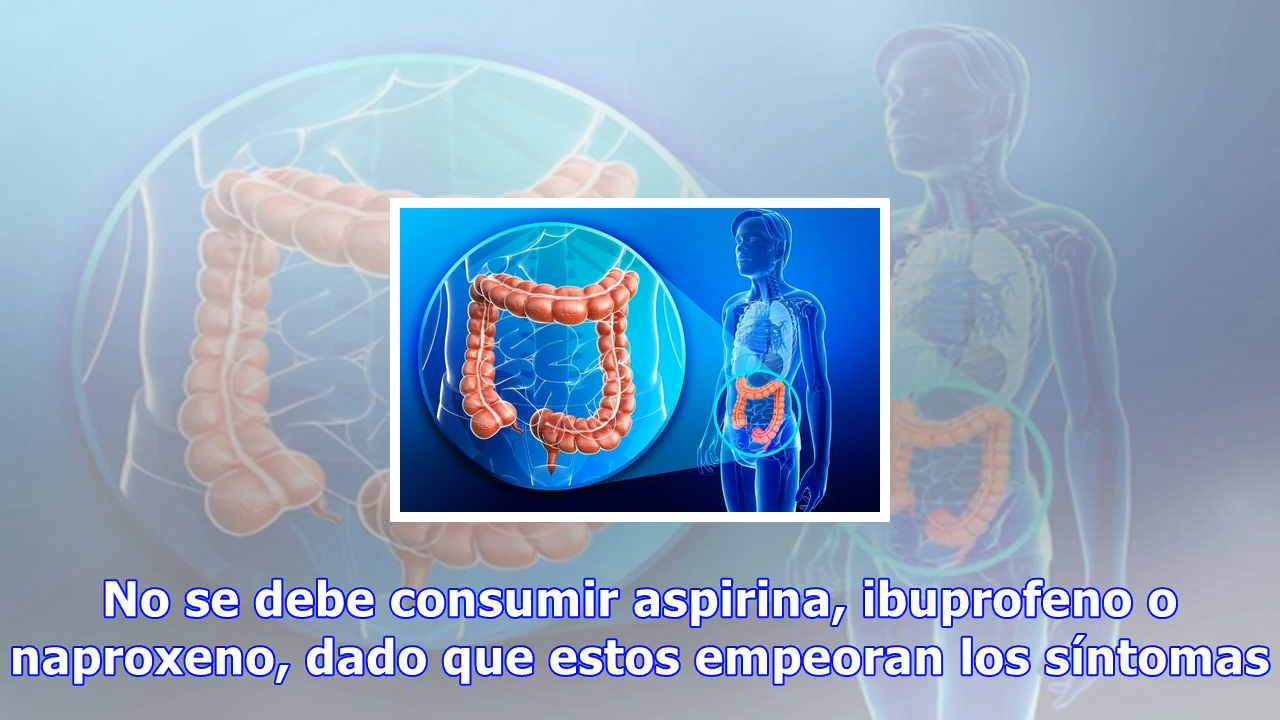 No se debe consumir aspirina, ibuprofeno o
naproxeno, dado que estos empeoran los síntomas